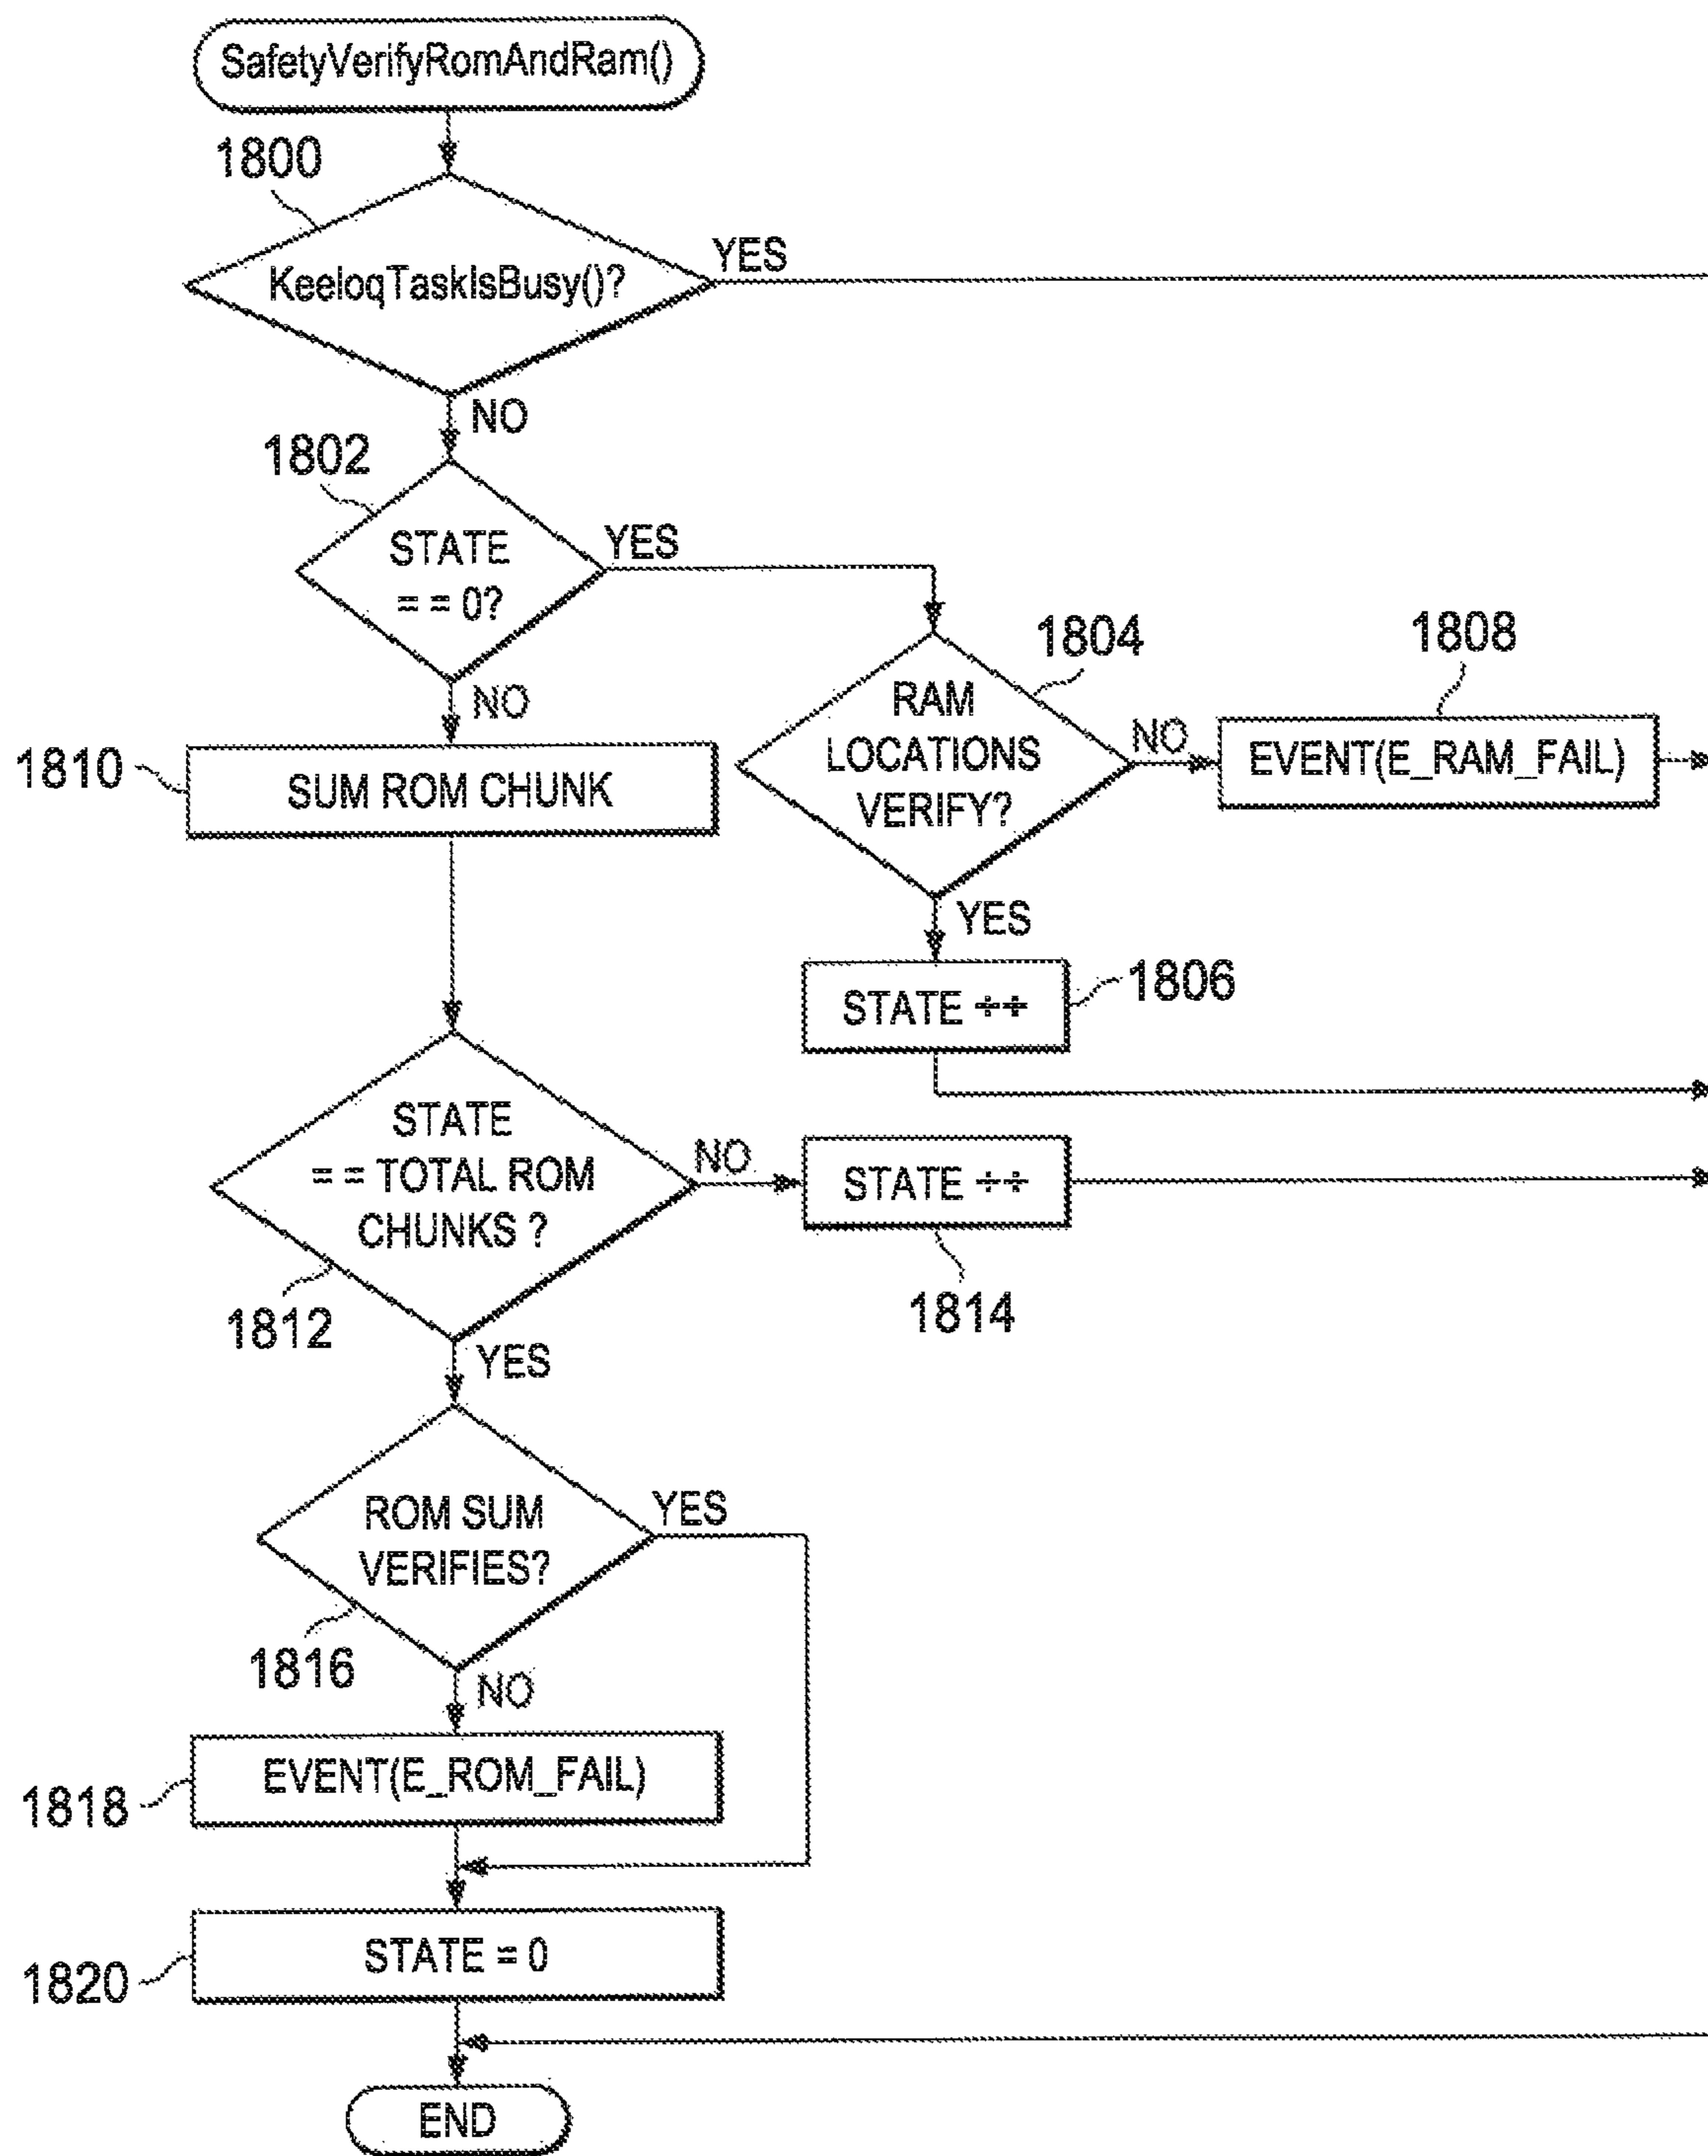 SafetyVerifyRomAndRam()
1800
KeeloqTaskIsBusy()?
YES
NO
1802
STATE
= = 0?
YES
NO
1804
RAM
LOCATIONS
VERIFY?
NO
1808
EVENT(E_RAM_FAIL)
1810
SUM ROM CHUNK
YES
STATE ++
1806
STATE
= = TOTAL ROM
CHUNKS ?
NO
STATE ++
1812
1814
YES
ROM SUM
VERIFIES?
YES
1816
NO
EVENT(E_ROM_FAIL)
1818
STATE = 0
1820
END